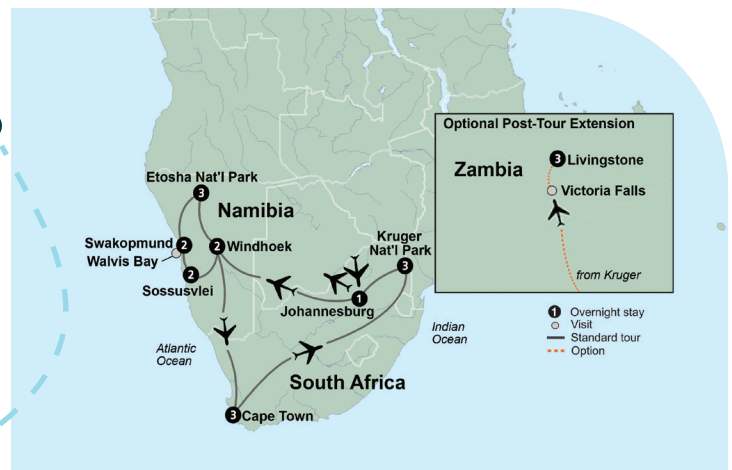 Optional Post-Tour Extension
Zambia
3 Livingstone
Victoria Falls
from Kruger
Etosha Nat'l Park
3
Namibia
Swakopmund 2
2 Windhoek
Walvis Bay
2
Sossusvlei
Kruger
Nat'l Park
3
1
Johannesburg
Atlantic
Ocean
Indian
Ocean
South Africa
3 Cape Town
1 Overnight stay
Visit
Standard tour
Option